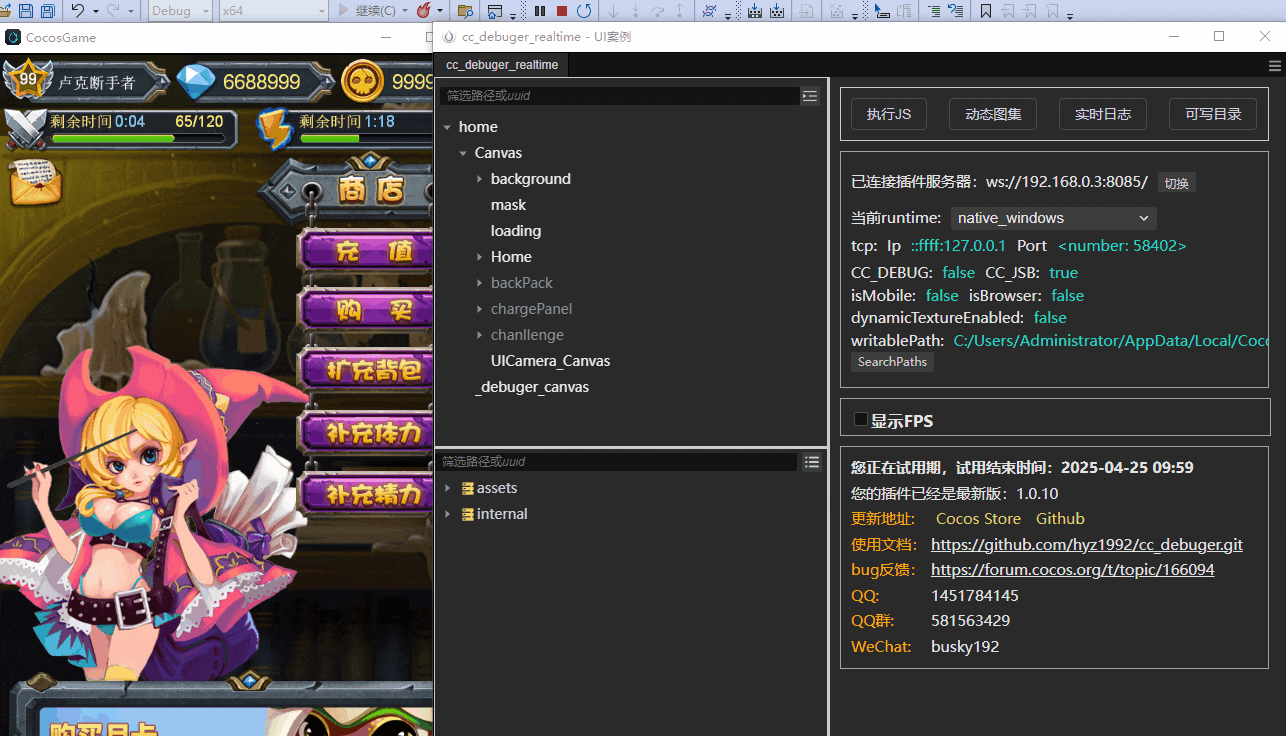 Debug
x64
继续(C)
CocosGame
99
卢克断手者
6688999
9999
剩余时间 0:04
65/120
剩余时间 1:18
商店
充 值
购 买
扩充背包
补充体力
补充精力
购买月卡
cc_debuger_realtime - UI案例
cc_debuger_realtime
筛选路径或uuid
home
Canvas
background
mask
loading
Home
backPack
chargePanel
chanllenge
UICamera_Canvas
_debuger_canvas
筛选路径或uuid
assets
internal
执行JS 动态图集 实时日志 可写目录
已连接插件服务器: ws://192.168.0.3:8085/ 切换
当前runtime: native_windows
tcp: Ip ::ffff:127.0.0.1 Port <number: 58402>
CC_DEBUG: false CC_JSB: true
isMobile: false isBrowser: false
dynamicTextureEnabled: false
writablePath: C:/Users/Administrator/AppData/Local/Coco
SearchPaths
显示FPS
您正在试用期，试用结束时间：2025-04-25 09:59
您的插件已经是最新版：1.0.10
更新地址: Cocos Store Github
使用文档: https://github.com/hyz1992/cc_debuger.git
bug反馈: https://forum.cocos.org/t/topic/166094
QQ: 1451784145
QQ群: 581563429
WeChat: busky192